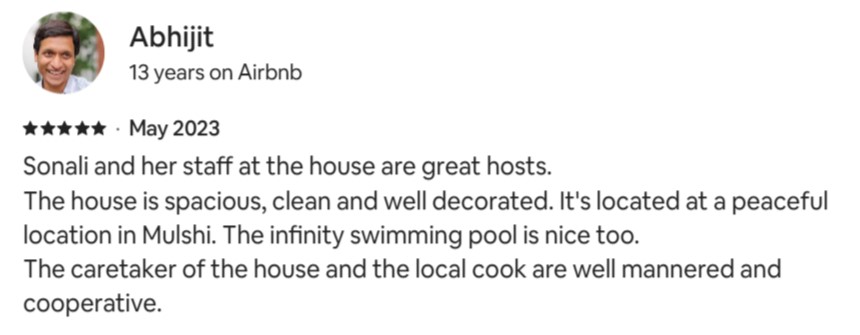 Abhijit
13 years on Airbnb
★★★★★ · May 2023
Sonali and her staff at the house are great hosts.
The house is spacious, clean and well decorated. It's located at a peaceful
location in Mulshi. The infinity swimming pool is nice too.
The caretaker of the house and the local cook are well mannered and
cooperative.